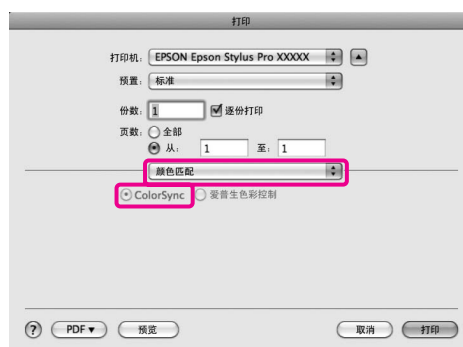 打印
打印机: EPSON Epson Stylus Pro XXXXX
预置: 标准
份数: 1 逐份打印
页数: 全部
从: 1 至: 1
颜色匹配
ColorSync 爱普生色彩控制
? PDF▼ 预览 取消 打印